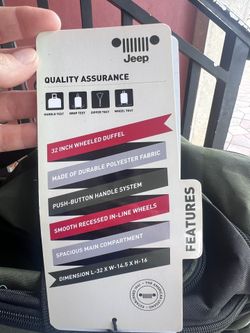 Jeep
QUALITY ASSURANCE
HANDLE TEST DROP TEST ZIPPER TEST WHEEL TEST
32 INCH WHEELED DUFFEL
MADE OF DURABLE POLYESTER FABRIC
PUSH-BUTTON HANDLE SYSTEM
SMOOTH RECESSED IN-LINE WHEELS
SPACIOUS MAIN COMPARTMENT
DIMENSION L-32 X W-14.5 X H-16
FEATURES